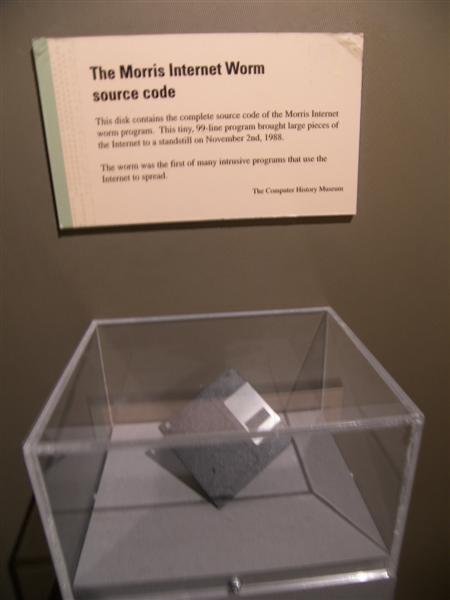 The Morris Internet Worm
source code
This disk contains the complete source code of the Morris Internet
worm program. This tiny, 99-line program brought large pieces of
the Internet to a standstill on November 2nd, 1988.
The worm was the first of many intrusive programs that use the
Internet to spread.
The Computer History Museum